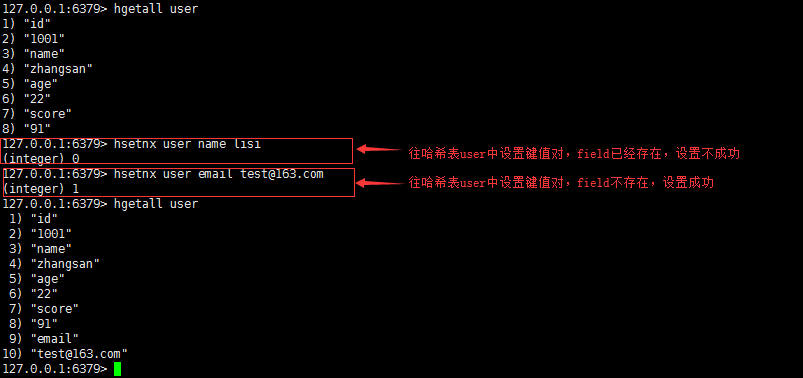 127.0.0.1:6379> hgetall user
1) "id"
2) "1001"
3) "name"
4) "zhangsan"
5) "age"
6) "22"
7) "score"
8) "91"
127.0.0.1:6379> hsetnx user name lisi
(integer) 0
往哈希表user中设置键值对，field已经存在，设置不成功
127.0.0.1:6379> hsetnx user email test@163.com
(integer) 1
往哈希表user中设置键值对，field不存在，设置成功
127.0.0.1:6379> hgetall user
1) "id"
2) "1001"
3) "name"
4) "zhangsan"
5) "age"
6) "22"
7) "score"
8) "91"
9) "email"
10) "test@163.com"
127.0.0.1:6379>